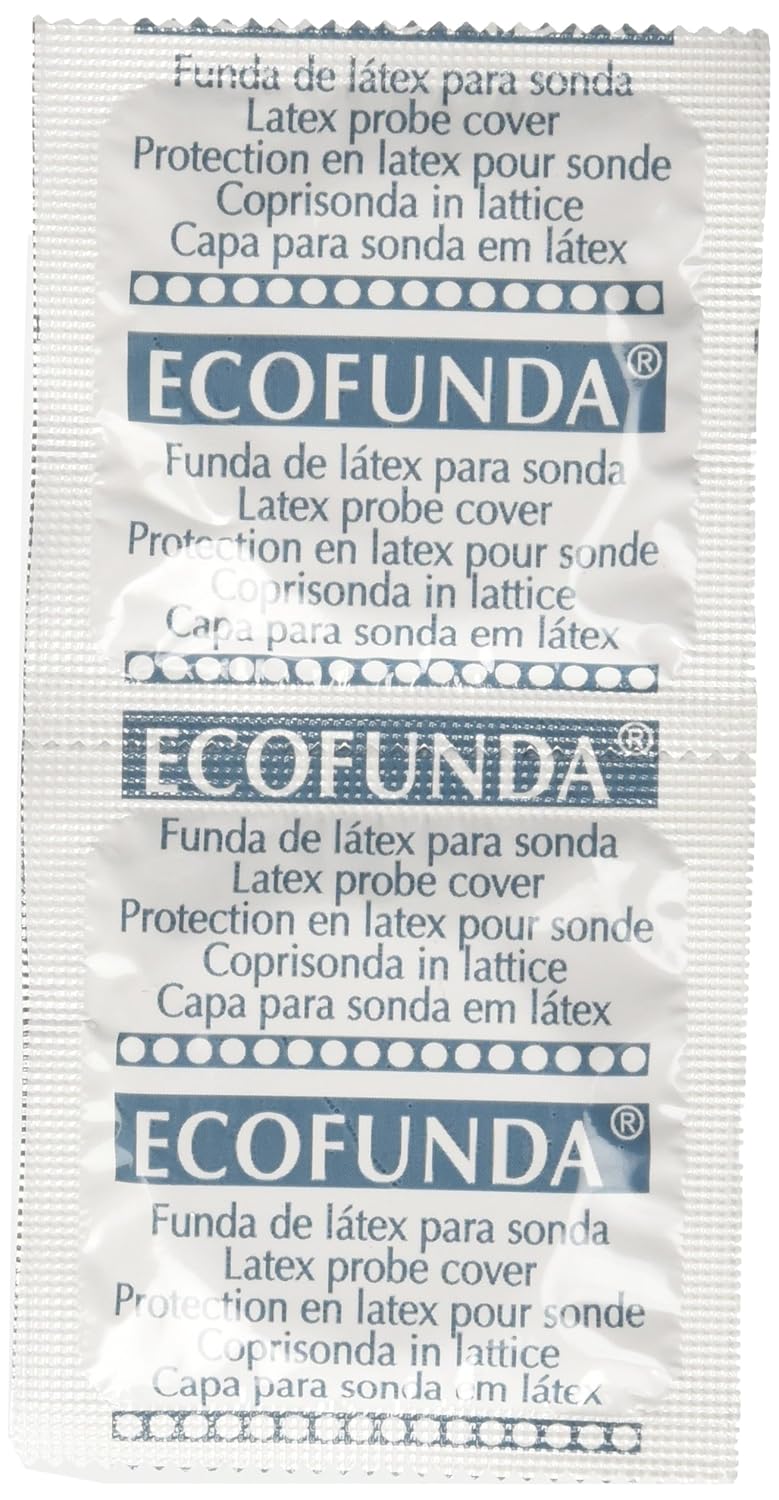 Funda de látex para sonda
Latex probe cover
Protection en latex pour sonde
Coprisonda in lattice
Capa para sonda em látex
ECOFUNDA®
Funda de látex para sonda
Latex probe cover
Protection en latex pour sonde
Coprisonda in lattice
Capa para sonda em látex
ECOFUNDA®
Funda de látex para sonda
Latex probe cover
Protection en latex pour sonde
Coprisonda in lattice
Capa para sonda em látex
ECOFUNDA®
Funda de látex para sonda
Latex probe cover
Protection en latex pour sonde
Coprisonda in lattice
Capa para sonda em látex